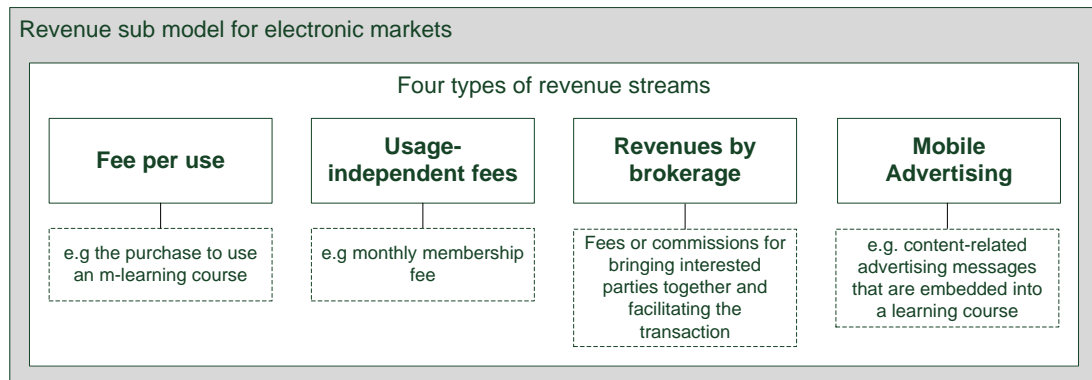 Revenue sub model for electronic markets
Four types of revenue streams
Fee per use
e.g the purchase to use
an m-learning course
Usage-
independent fees
e.g monthly membership
fee
Revenues by
brokerage
Fees or commissions for
bringing interested
parties together and
facilitating the
transaction
Mobile
Advertising
e.g. content-related
advertising messages
that are embedded into
a learning course